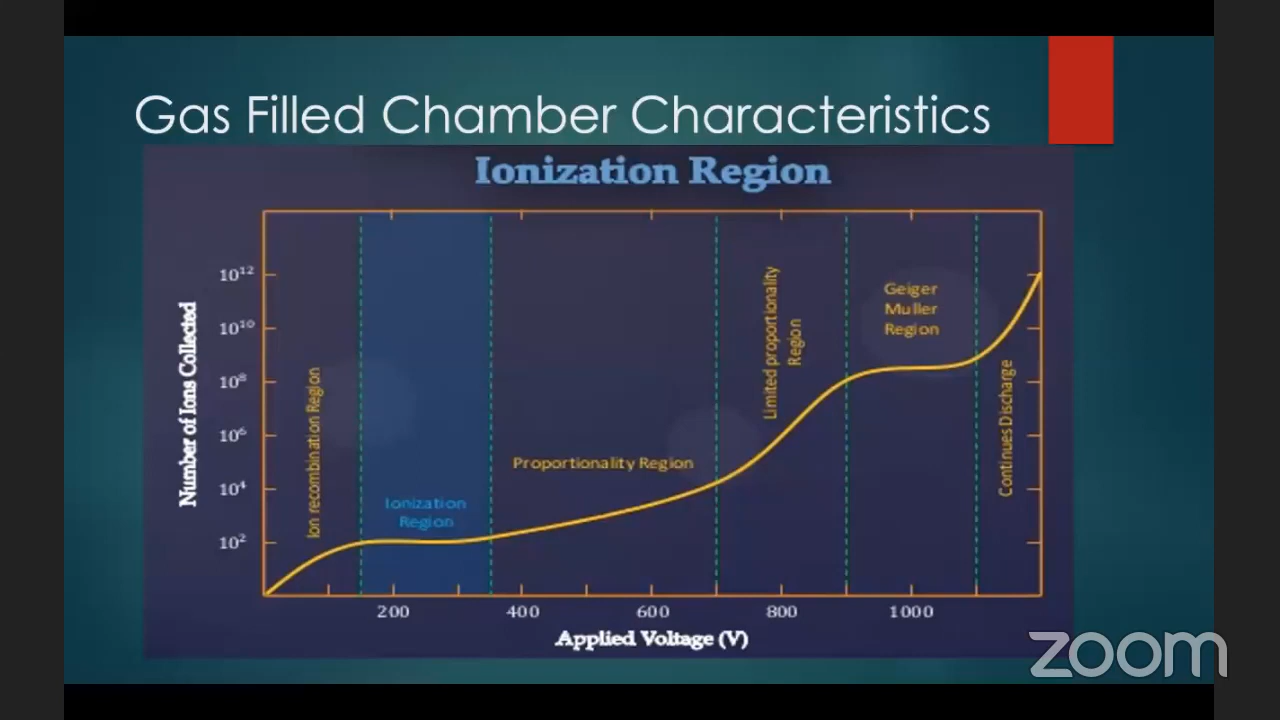 Gas Filled Chamber Characteristics
Ionization Region
Number of Ions Collected
10¹²
10¹⁰
10⁸
10⁶
10⁴
10²
Ion recombination Region
Ionization
Region
Proportionality Region
Limited proportionality
Region
Geiger
Muller
Region
Continues Discharge
200
400
600
800
1000
Applied Voltage (V)
zoom